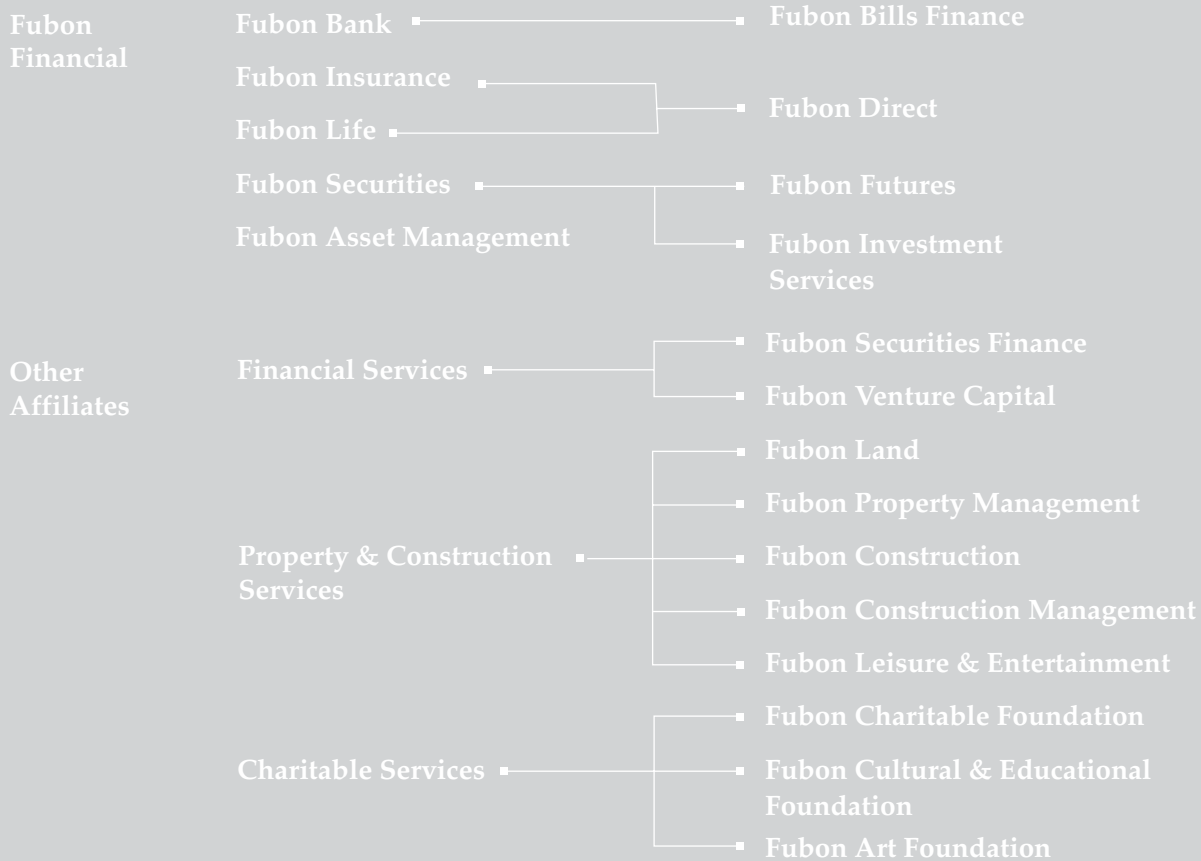 Fubon
Financial
Fubon Bank
Fubon Bills Finance
Fubon Insurance
Fubon Life
Fubon Direct
Fubon Securities
Fubon Futures
Fubon Investment
Services
Fubon Asset Management
Other
Affiliates
Financial Services
Fubon Securities Finance
Fubon Venture Capital
Property & Construction
Services
Fubon Land
Fubon Property Management
Fubon Construction
Fubon Construction Management
Fubon Leisure & Entertainment
Charitable Services
Fubon Charitable Foundation
Fubon Cultural & Educational
Foundation
Fubon Art Foundation